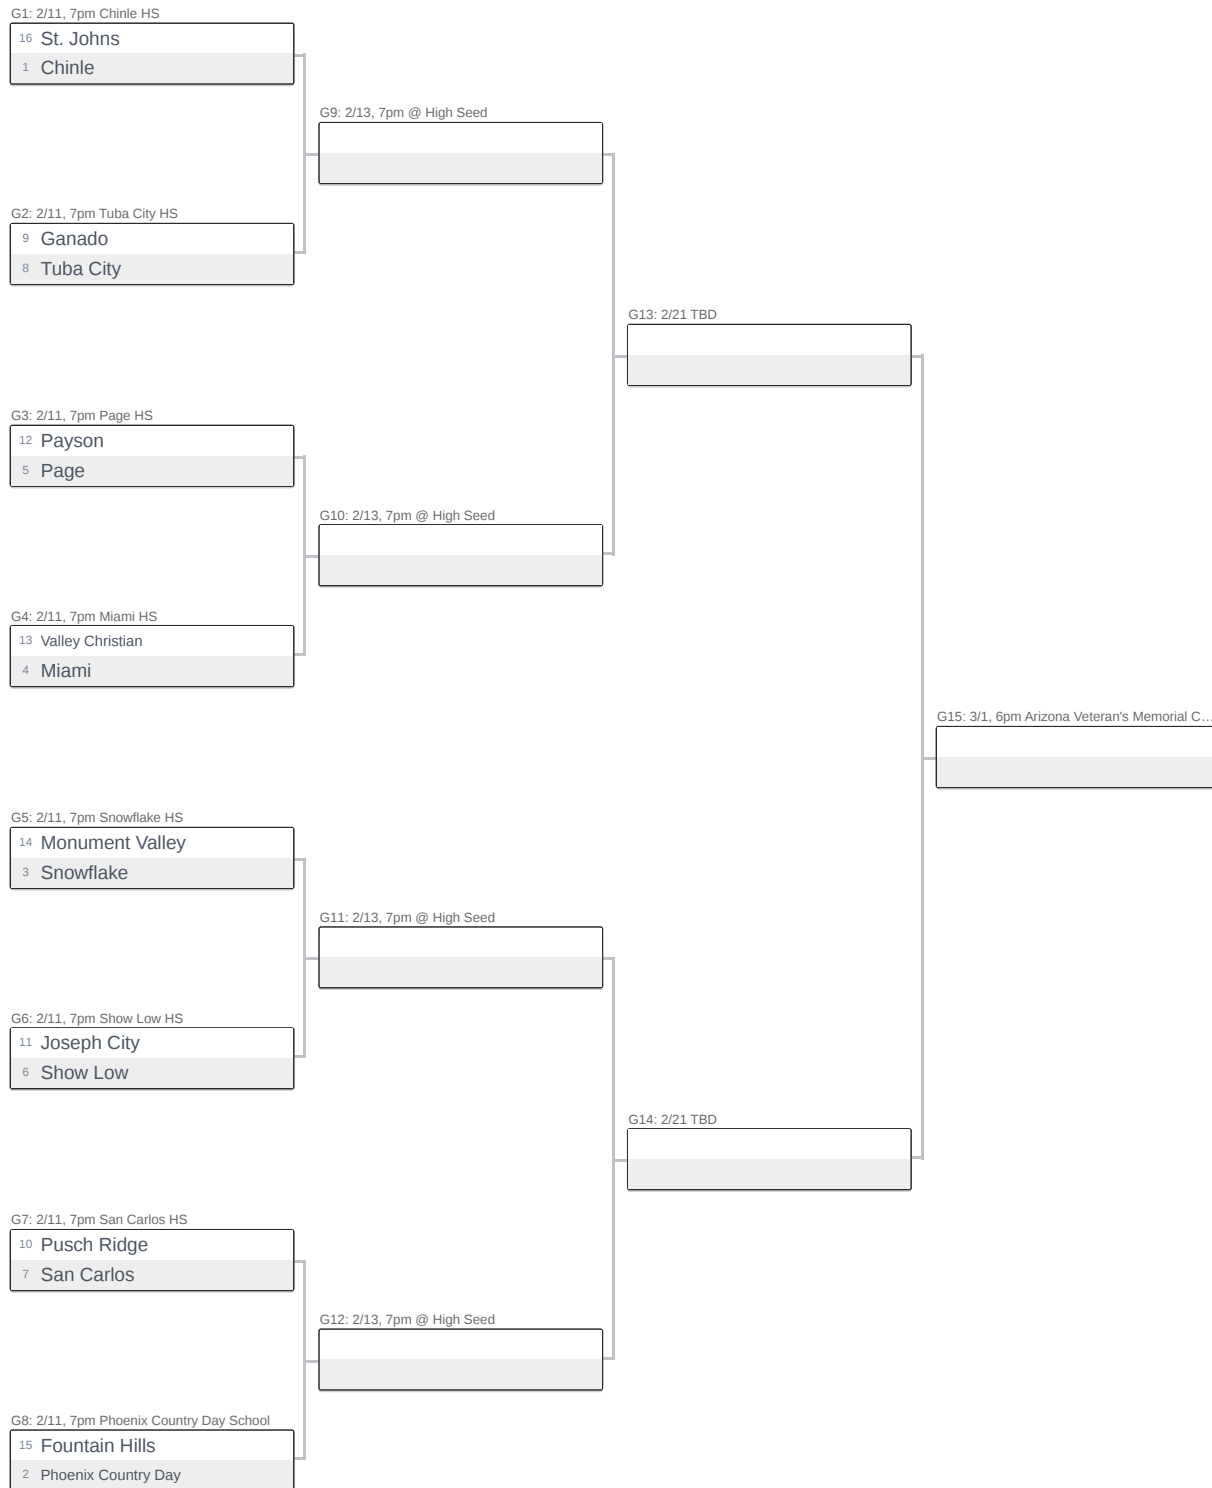 G1: 2/11, 7pm Chinle HS
16 St. Johns
1 Chinle
G9: 2/13, 7pm @ High Seed
G2: 2/11, 7pm Tuba City HS
9 Ganado
8 Tuba City
G13: 2/21 TBD
G3: 2/11, 7pm Page HS
12 Payson
5 Page
G10: 2/13, 7pm @ High Seed
G4: 2/11, 7pm Miami HS
13 Valley Christian
4 Miami
G15: 3/1, 6pm Arizona Veteran's Memorial C...
G5: 2/11, 7pm Snowflake HS
14 Monument Valley
3 Snowflake
G11: 2/13, 7pm @ High Seed
G6: 2/11, 7pm Show Low HS
11 Joseph City
6 Show Low
G14: 2/21 TBD
G7: 2/11, 7pm San Carlos HS
10 Pusch Ridge
7 San Carlos
G12: 2/13, 7pm @ High Seed
G8: 2/11, 7pm Phoenix Country Day School
15 Fountain Hills
2 Phoenix Country Day